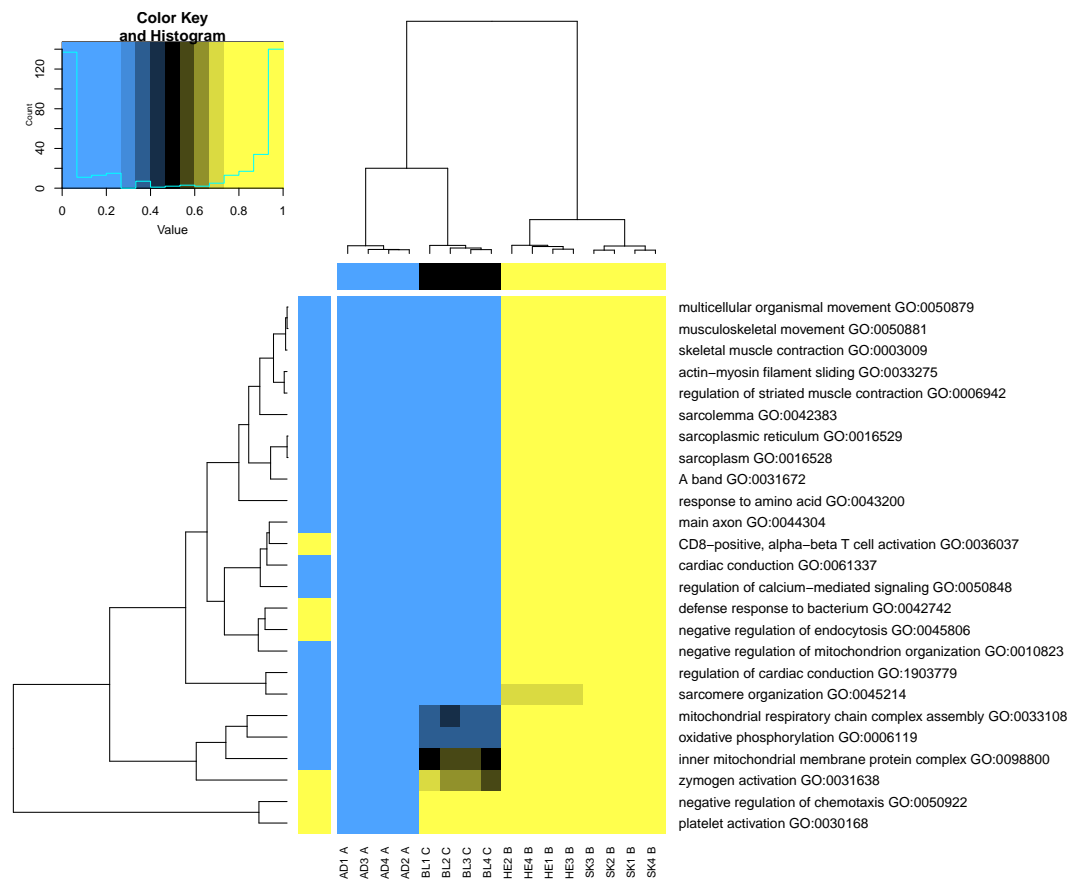 Color Key
and Histogram
Count
0 40 80 120
0 0.2 0.4 0.6 0.8 1
Value
multicellular organismal movement GO:0050879
musculoskeletal movement GO:0050881
skeletal muscle contraction GO:0003009
actin−myosin filament sliding GO:0033275
regulation of striated muscle contraction GO:0006942
sarcolemma GO:0042383
sarcoplasmic reticulum GO:0016529
sarcoplasm GO:0016528
A band GO:0031672
response to amino acid GO:0043200
main axon GO:0044304
CD8−positive, alpha−beta T cell activation GO:0036037
cardiac conduction GO:0061337
regulation of calcium−mediated signaling GO:0050848
defense response to bacterium GO:0042742
negative regulation of endocytosis GO:0045806
negative regulation of mitochondrion organization GO:0010823
regulation of cardiac conduction GO:1903779
sarcomere organization GO:0045214
mitochondrial respiratory chain complex assembly GO:0033108
oxidative phosphorylation GO:0006119
inner mitochondrial membrane protein complex GO:0098800
zymogen activation GO:0031638
negative regulation of chemotaxis GO:0050922
platelet activation GO:0030168
AD1 A
AD3 A
AD4 A
AD2 A
BL1 C
BL2 C
BL3 C
BL4 C
HE2 B
HE4 B
HE1 B
HE3 B
SK3 B
SK2 B
SK1 B
SK4 B